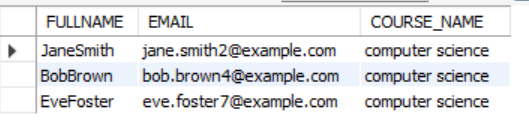 FULLNAME EMAIL COURSE_NAME
JaneSmith jane.smith2@example.com computer science
BobBrown bob.brown4@example.com computer science
EveFoster eve.foster7@example.com computer science